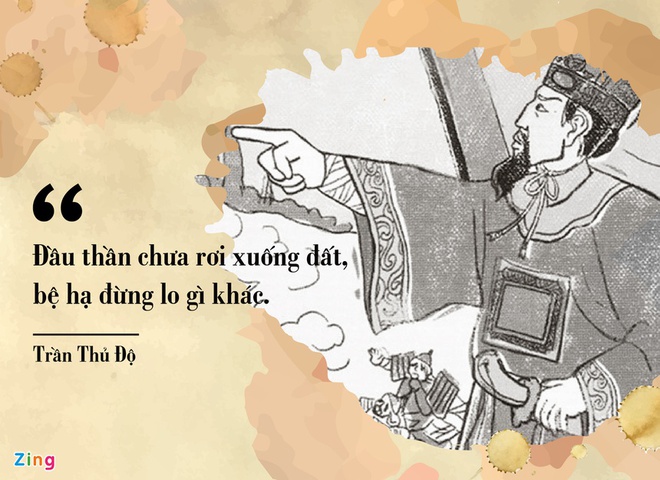 “
Đầu thần chưa rơi xuống đất,
bệ hạ đừng lo gì khác.
Trần Thủ Độ
Zing